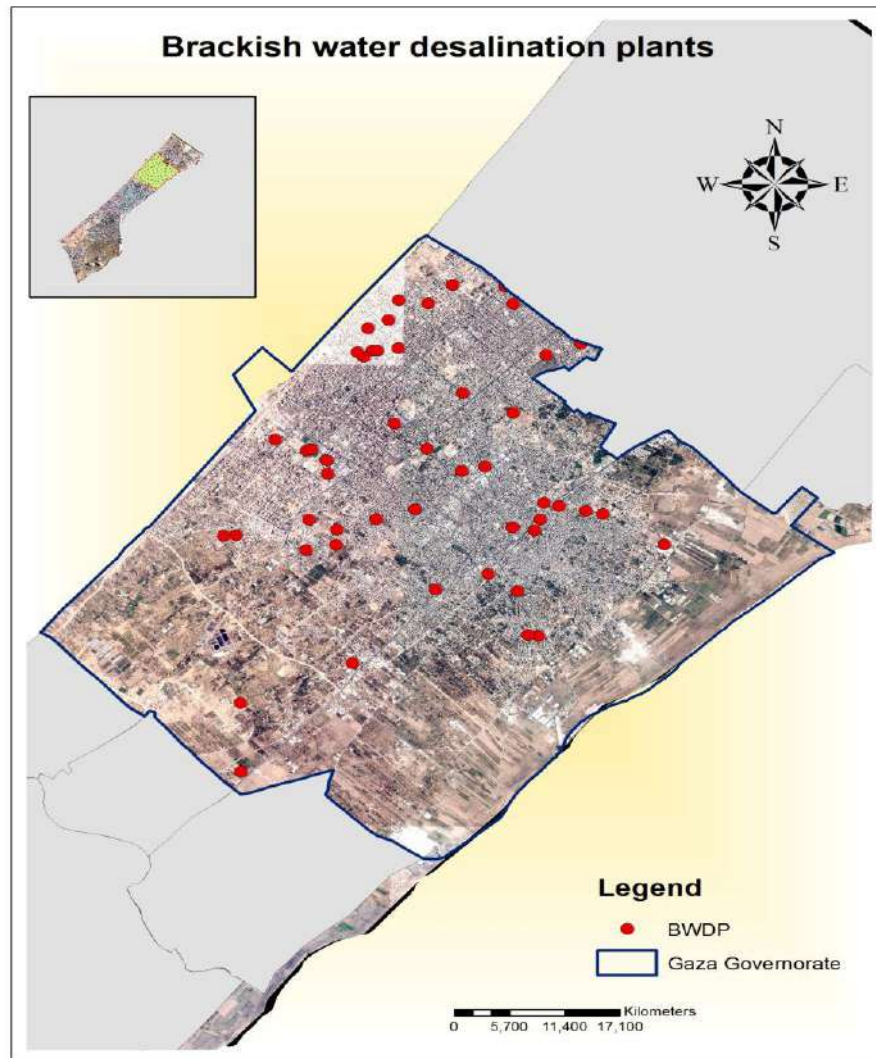 Brackish water desalination plants
N
W E
S
Legend
BWDP
Gaza Governorate
Kilometers
0 5,700 11,400 17,100